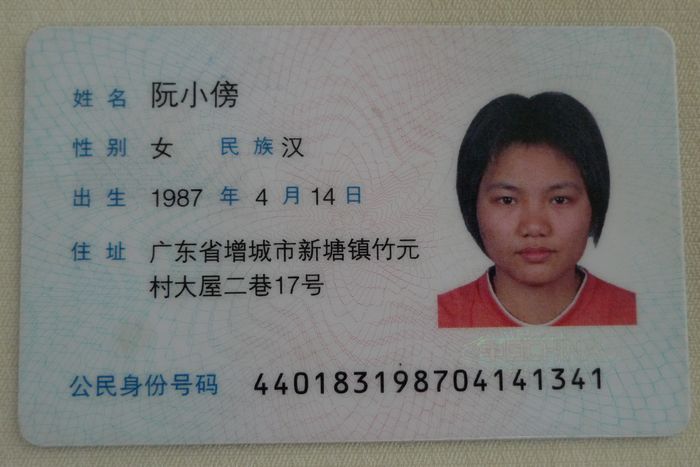 姓名 阮小傍
性别 女 民族 汉
出生 1987 年 4 月 14 日
住址 广东省增城市新塘镇竹元
村大屋二巷17号
公民身份号码 440183198704141341